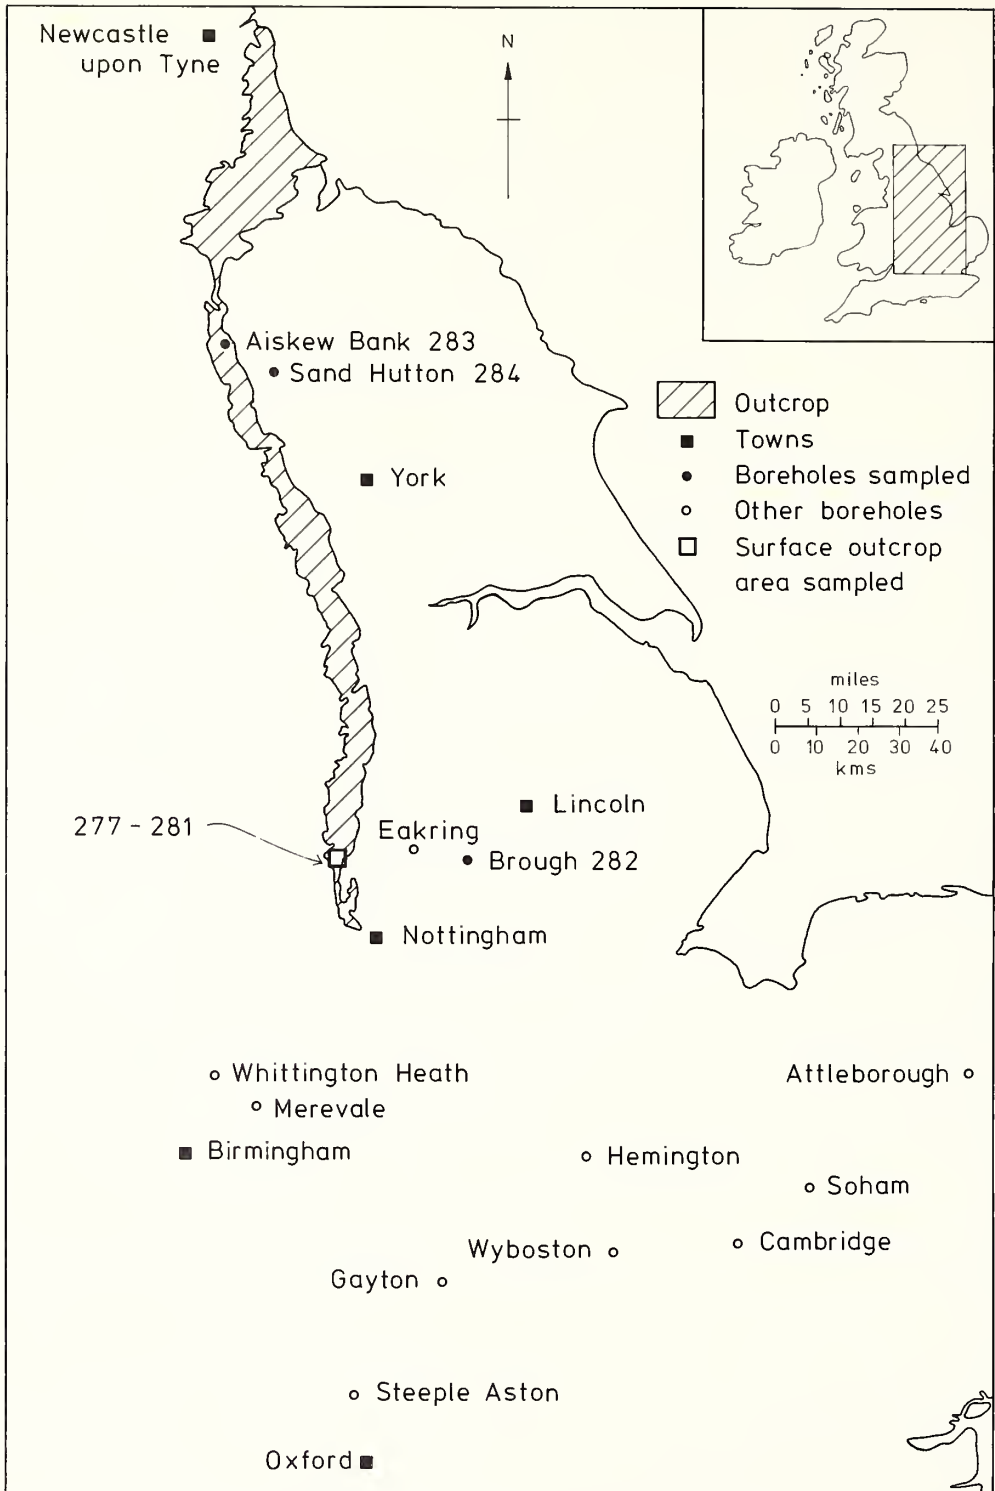 Newcastle
upon Tyne
N
Aiskew Bank 283
Sand Hutton 284
Outcrop
Towns
York
Boreholes sampled
Other boreholes
Surface outcrop
area sampled
miles
0 5 10 15 20 25
0 10 20 30 40
kms
Lincoln
277 - 281
Eakring
Brough 282
Nottingham
Whittington Heath
Attleborough
Merevale
Birmingham
Hemington
Soham
Wyboston
Cambridge
Gayton
Steeple Aston
Oxford